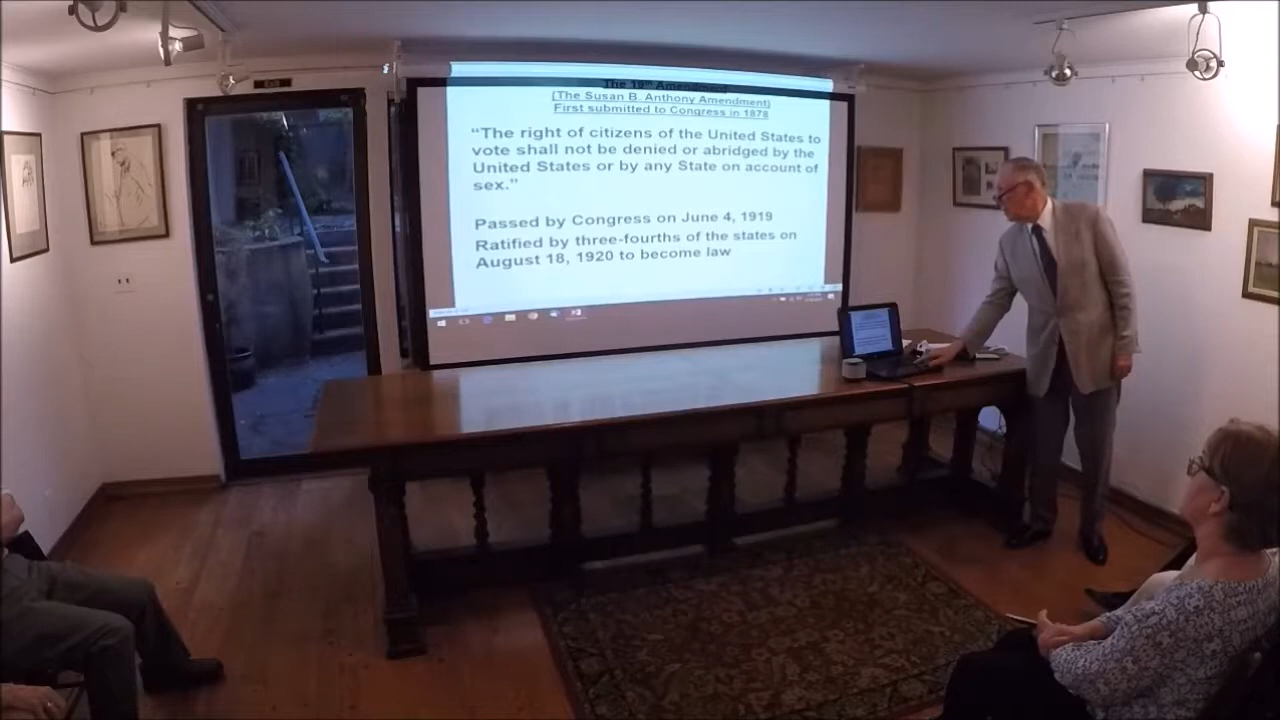 The 19th Amendment
(The Susan B. Anthony Amendment)
First submitted to Congress in 1878
“The right of citizens of the United States to
vote shall not be denied or abridged by the
United States or by any State on account of
sex.”
Passed by Congress on June 4, 1919
Ratified by three-fourths of the states on
August 18, 1920 to become law